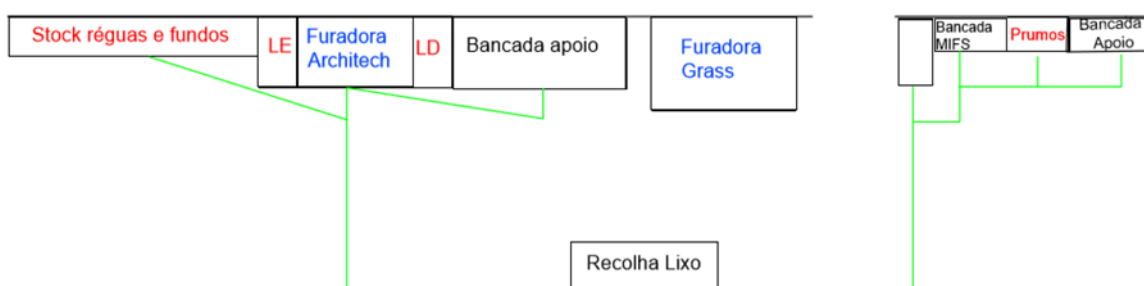 Stock réguas e fundos
LE
Furadora
Architech
LD
Bancada apoio
Furadora
Grass
Bancada
MIFS
Prumos
Bancada
Apoio
Recolha Lixo